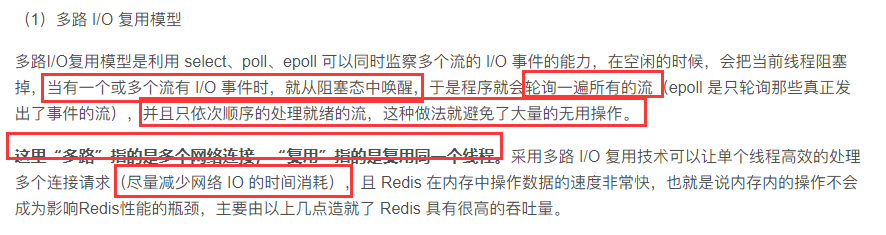 （1）多路 I/O 复用模型
多路I/O复用模型是利用 select、poll、epoll 可以同时监察多个流的 I/O 事件的能力，在空闲的时候，会把当前线程阻塞
掉，当有一个或多个流有 I/O 事件时，就从阻塞态中唤醒，于是程序就会轮询一遍所有的流（epoll 是只轮询那些真正发
出了事件的流），并且只依次顺序的处理就绪的流，这种做法就避免了大量的无用操作。
这里“多路”指的是多个网络连接，“复用”指的是复用同一个线程。采用多路 I/O 复用技术可以让单个线程高效的处理
多个连接请求（尽量减少网络 IO 的时间消耗），且 Redis 在内存中操作数据的速度非常快，也就是说内存内的操作不会
成为影响Redis性能的瓶颈，主要由以上几点造就了 Redis 具有很高的吞吐量。